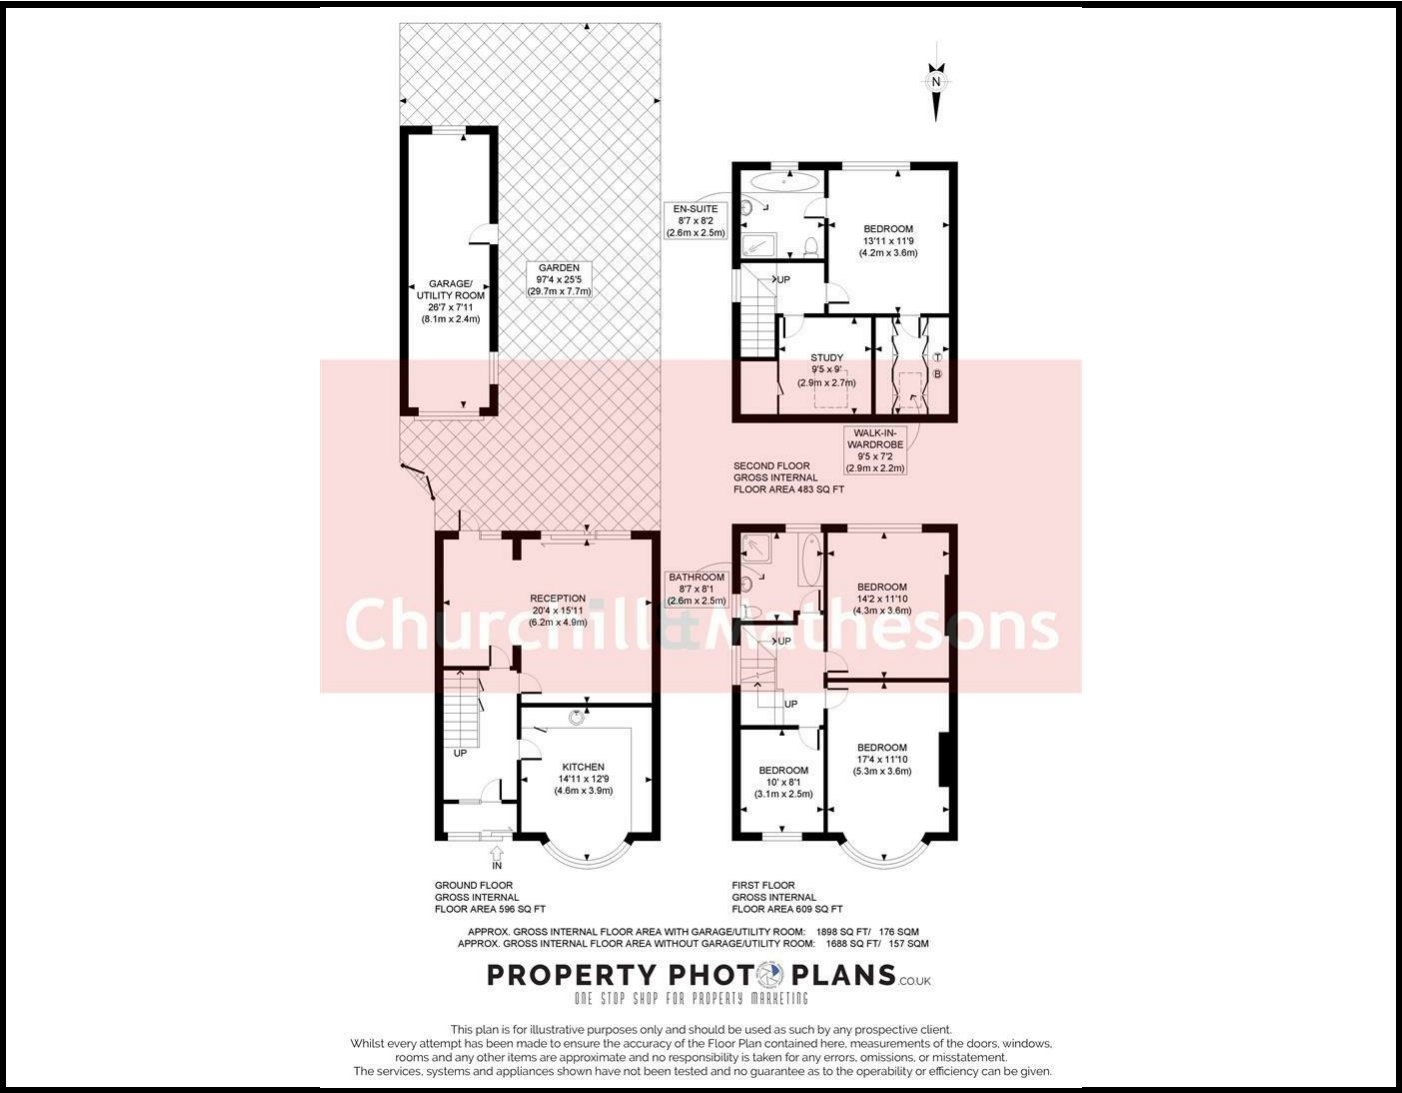 N
EN-SUITE
8'7 x 8'2
(2.6m x 2.5m)
BEDROOM
13'11 x 11'9
(4.2m x 3.6m)
GARDEN
97'4 x 25'5
(29.7m x 7.7m)
GARAGE/
UTILITY ROOM
26'7 x 7'11
(8.1m x 2.4m)
UP
STUDY
9'5 x 9'
(2.9m x 2.7m)
T
B
WALK-IN-
WARDROBE
9'5 x 7'2
(2.9m x 2.2m)
SECOND FLOOR
GROSS INTERNAL
FLOOR AREA 483 SQ FT
BATHROOM
8'7 x 8'1
(2.6m x 2.5m)
BEDROOM
14'2 x 11'10
(4.3m x 3.6m)
RECEPTION
20'4 x 15'11
(6.2m x 4.9m)
Churchill & Mathesons
UP
UP
UP
KITCHEN
14'11 x 12'9
(4.6m x 3.9m)
BEDROOM
10' x 8'1
(3.1m x 2.5m)
BEDROOM
17'4 x 11'10
(5.3m x 3.6m)
IN
GROUND FLOOR
GROSS INTERNAL
FLOOR AREA 596 SQ FT
FIRST FLOOR
GROSS INTERNAL
FLOOR AREA 609 SQ FT
APPROX. GROSS INTERNAL FLOOR AREA WITH GARAGE/UTILITY ROOM: 1898 SQ FT/ 176 SQM
APPROX. GROSS INTERNAL FLOOR AREA WITHOUT GARAGE/UTILITY ROOM: 1688 SQ FT/ 157 SQM
PROPERTY PHOTO PLANS.CO.UK
ONE STOP SHOP FOR PROPERTY MARKETING
This plan is for illustrative purposes only and should be used as such by any prospective client.
Whilst every attempt has been made to ensure the accuracy of the Floor Plan contained here, measurements of the doors, windows,
rooms and any other items are approximate and no responsibility is taken for any errors, omissions, or misstatement.
The services, systems and appliances shown have not been tested and no guarantee as to the operability or efficiency can be given.